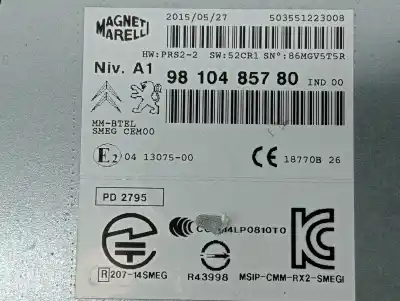 MAGNETI MARELLI
2015/05/27 503551223008
HW:PRS2-2 SW:52CR1 SN°:86MGV5T5R
Niv. A1 98 104 857 80 IND 00
MM-BTEL
SMEG CEM00
E2 04 13075-00 CE 18770B 26
PD 2795
LP0810T0
R 207-14SMEG R43998 MSIP-CMM-RX2-SMEGI